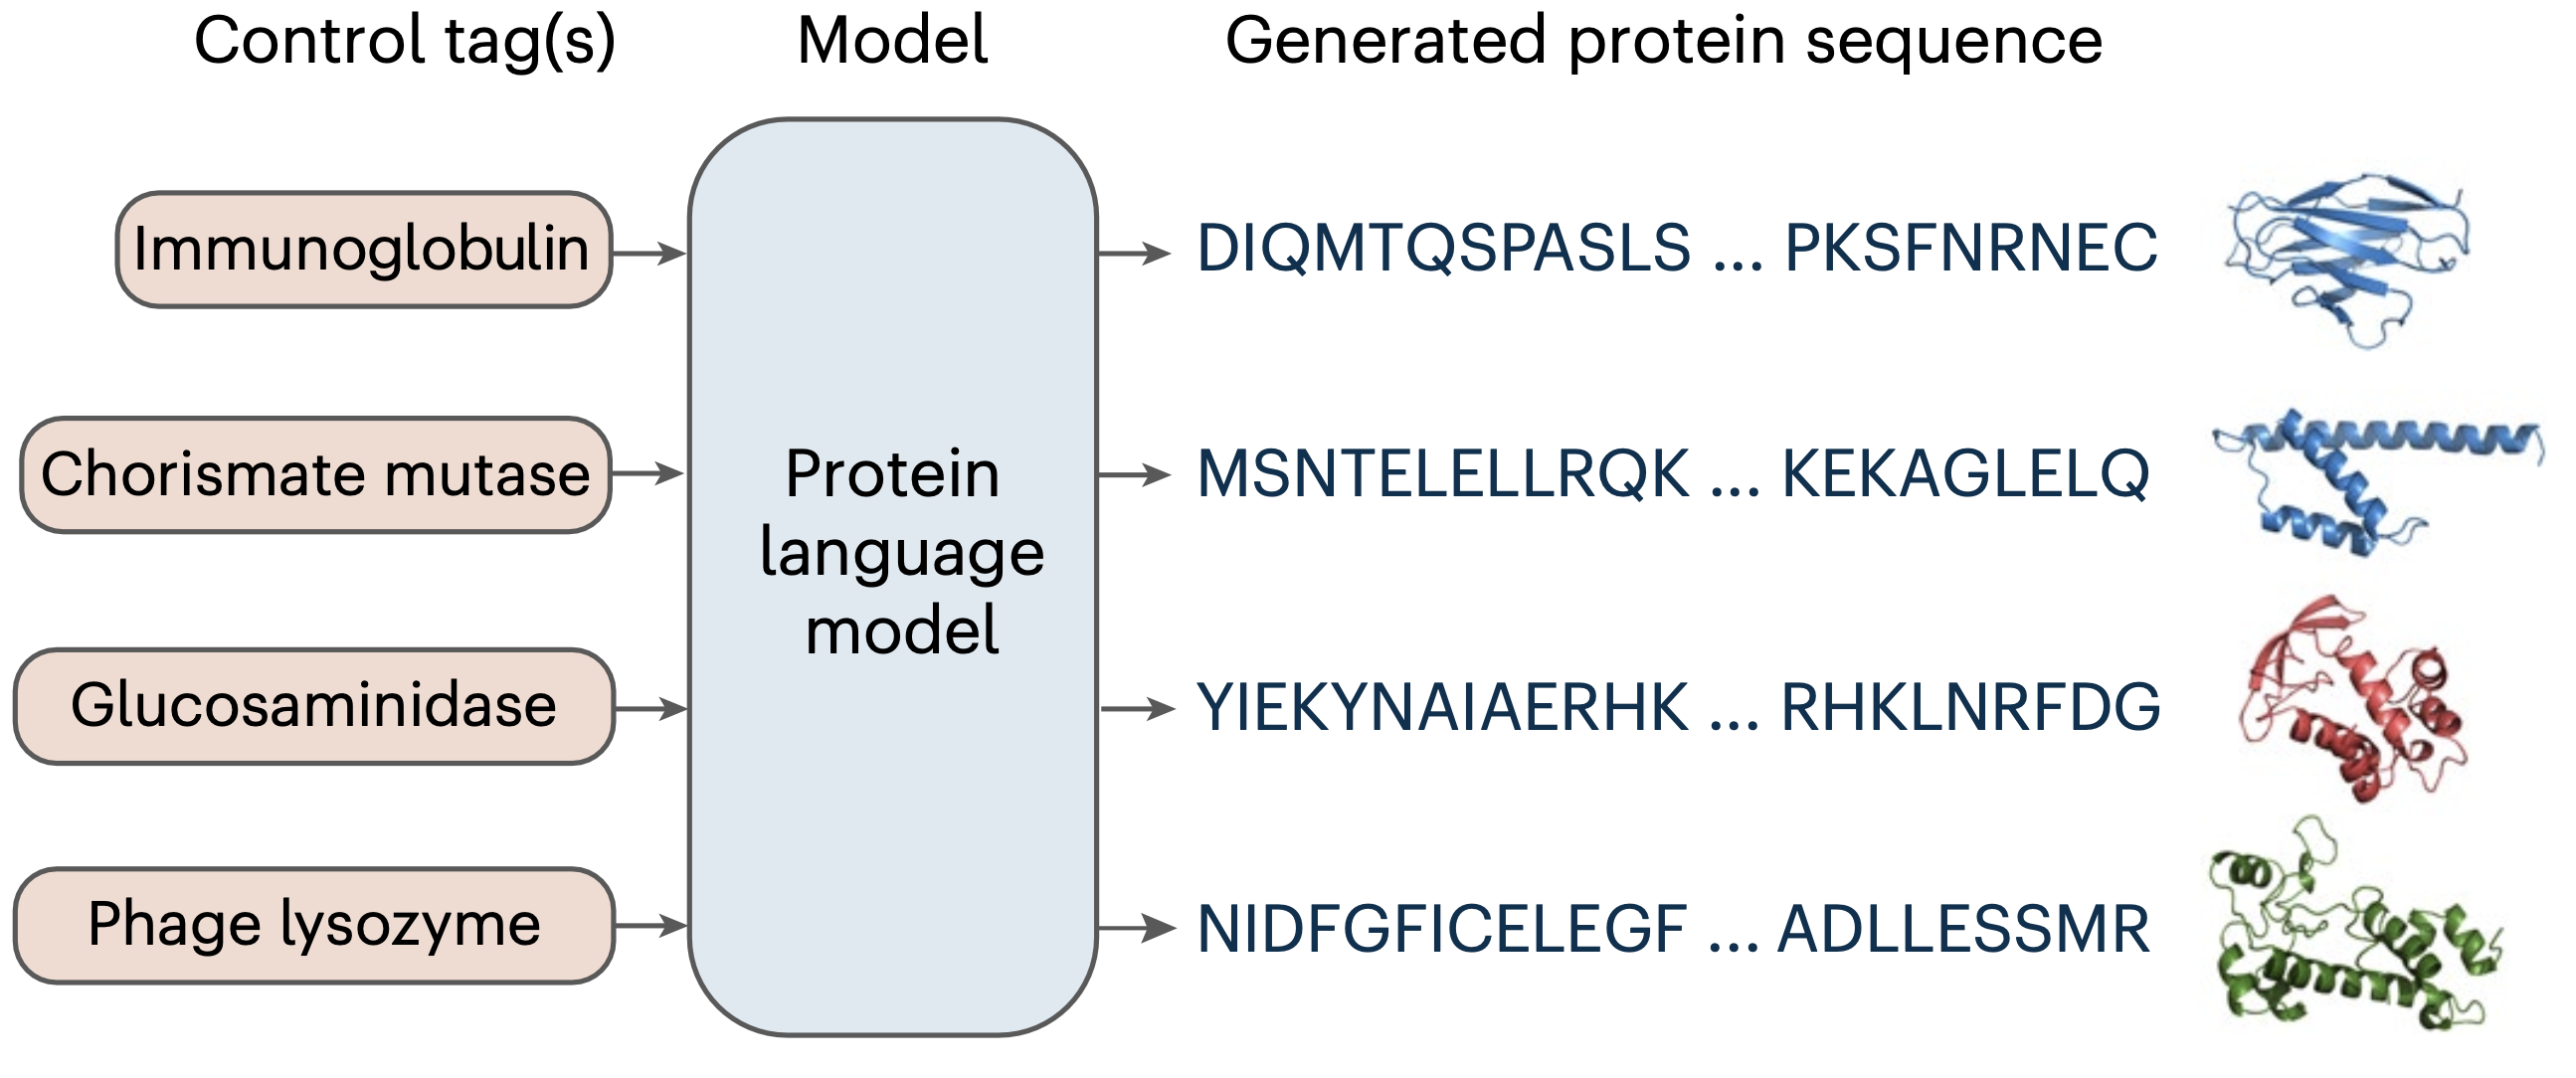 Control tag(s) Model Generated protein sequence
Immunoglobulin DIQMTQSPASLS ... PKSFNRNEC
Chorismate mutase MSNTELELLRQK ... KEKAGLELQ
Protein
language
model
Glucosaminidase YIEKYNAIAERHK ... RHKLNRFDG
Phage lysozyme NIDFGFICELEGF ... ADLLESSMR